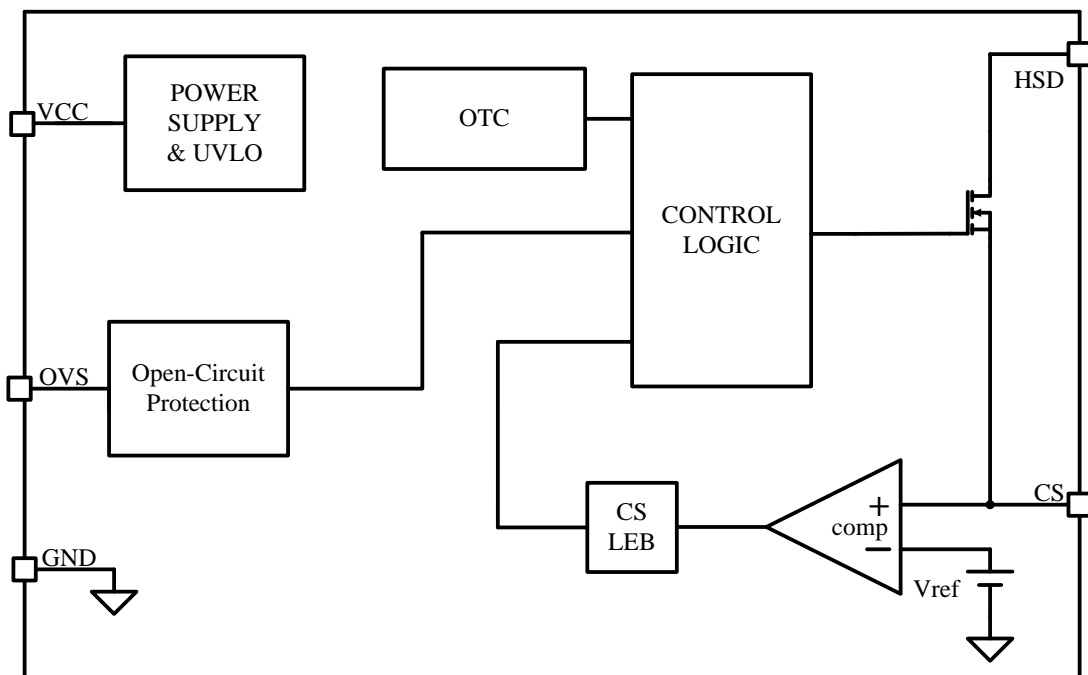 VCC
POWER
SUPPLY
& UVLO
OTC
CONTROL
LOGIC
HSD
OVS
Open-Circuit
Protection
GND
CS
LEB
+
comp
−
Vref
CS